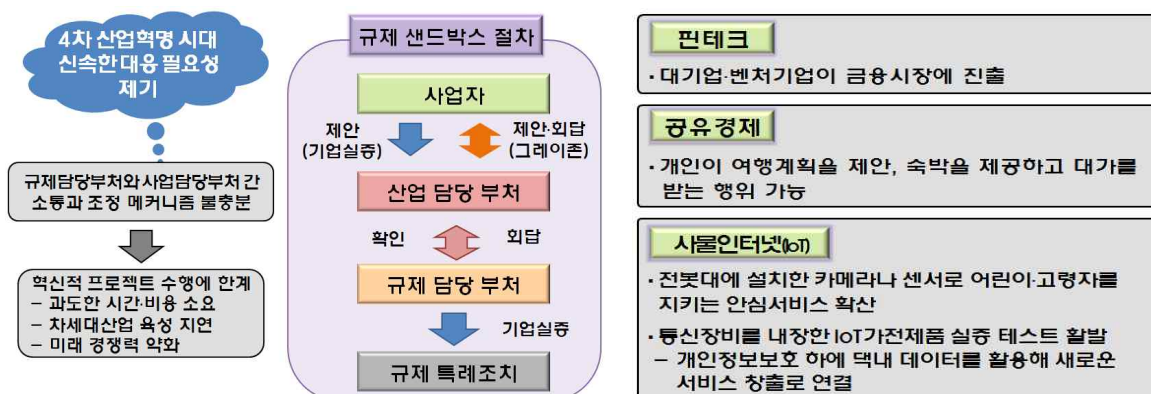 4차 산업혁명 시대
신속한 대응 필요성
제기
규제담당부처와 사업담당부처 간
소통과 조정 메커니즘 불충분
혁신적 프로젝트 수행에 한계
– 과도한 시간·비용 소요
– 차세대산업 육성 지연
– 미래 경쟁력 약화
규제 샌드박스 절차
사업자
제안
(기업실증)
제안·회답
(그레이존)
산업 담당 부처
확인
회답
규제 담당 부처
기업실증
규제 특례조치
핀테크
· 대기업·벤처기업이 금융시장에 진출
공유경제
· 개인이 여행계획을 제안, 숙박을 제공하고 대가를
받는 행위 가능
사물인터넷(IoT)
· 전봇대에 설치한 카메라나 센서로 어린이·고령자를
지키는 안심서비스 확산
· 통신장비를 내장한 IoT가전제품 실증 테스트 활발
– 개인정보보호 하에 댁내 데이터를 활용해 새로운
서비스 창출로 연결